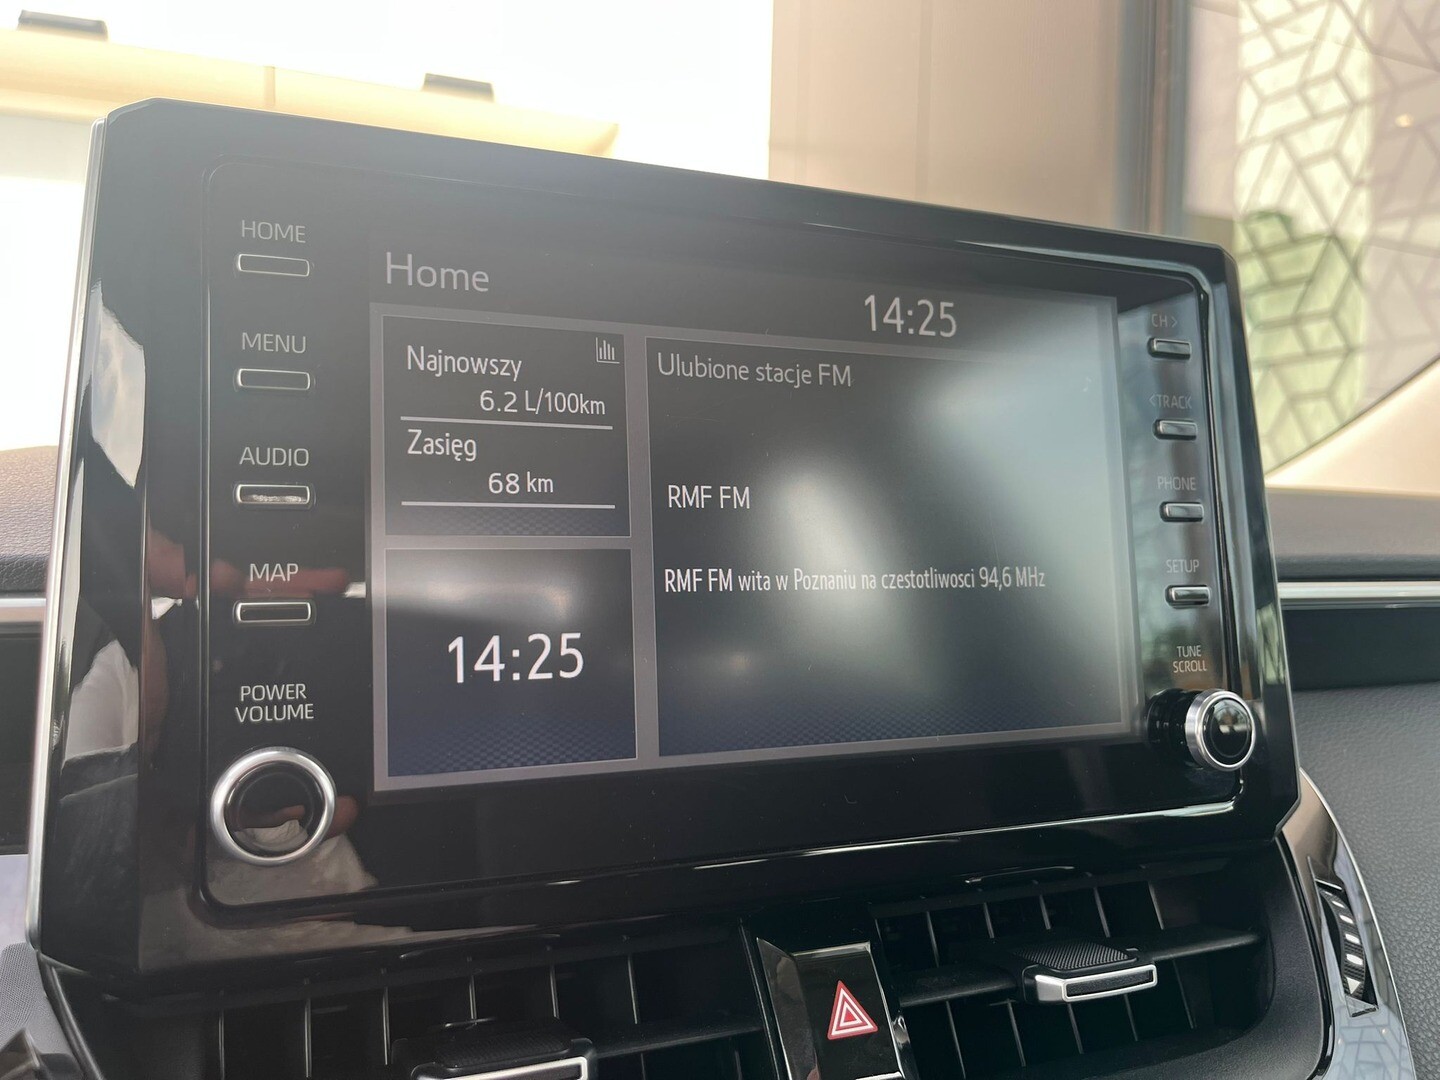 HOME
MENU
AUDIO
MAP
POWER
VOLUME
Home
14:25
Najnowszy
6.2 L/100km
Zasięg
68 km
14:25
Ulubione stacje FM
RMF FM
RMF FM wita w Poznaniu na czestotliwosci 94,6 MHz
CH >
< TRACK
PHONE
SETUP
TUNE
SCROLL